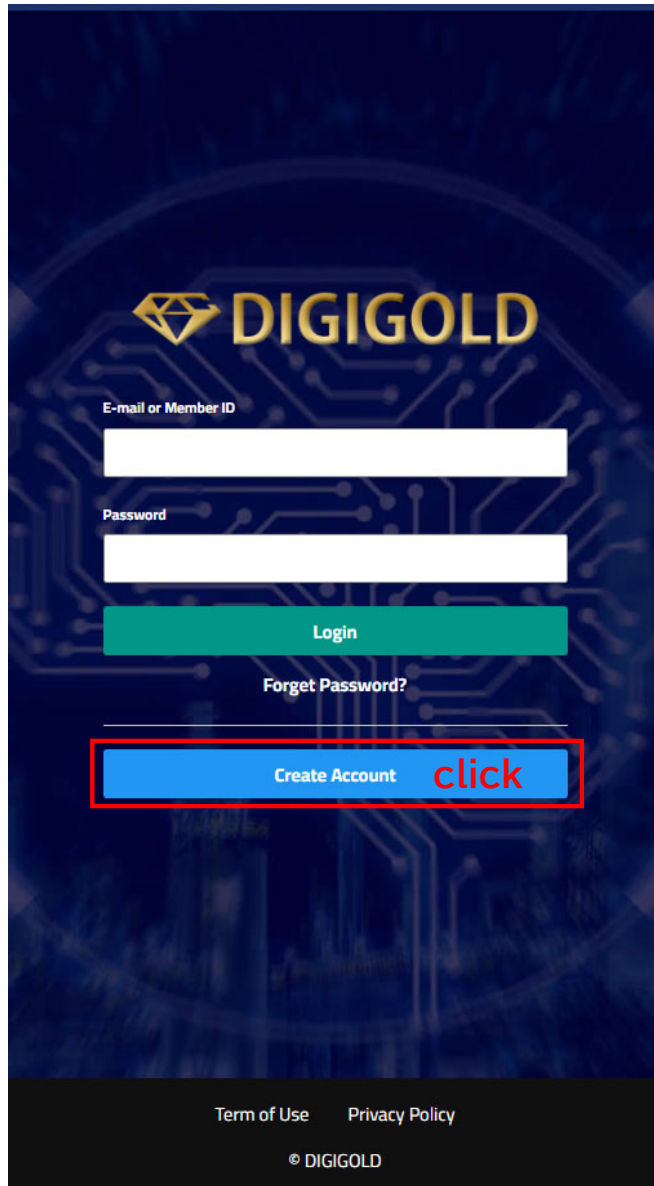 DIGIGOLD
E-mail or Member ID
Password
Login
Forget Password?
Create Account click
Term of Use Privacy Policy
© DIGIGOLD